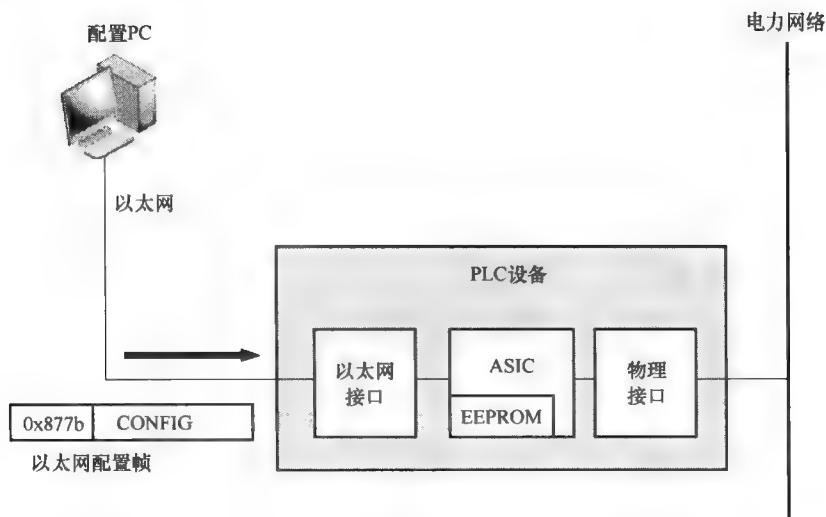 电力网络
配置PC
以太网
PLC设备
以太网
接口
ASIC
EEPROM
物理
接口
0x877b
CONFIG
以太网配置帧